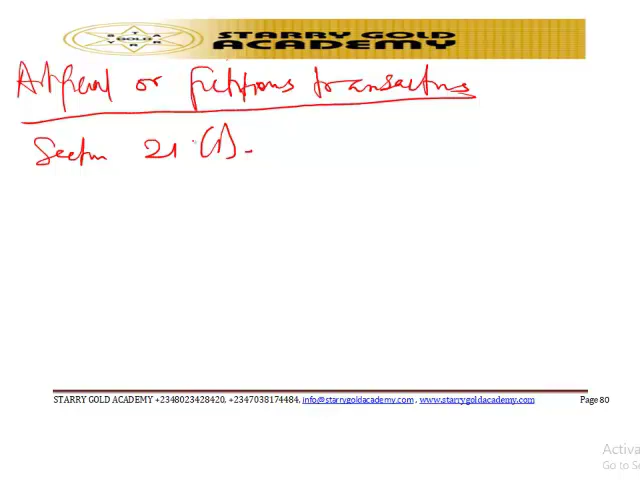 STARRY GOLD
ACADEMY
Artificial or fictitious transactions
Section 21 (1) -
STARRY GOLD ACADEMY +2348023428420, +2347038174484, info@starrygoldacademy.com , www.starrygoldacademy.com Page 80
Activa
Go to Se